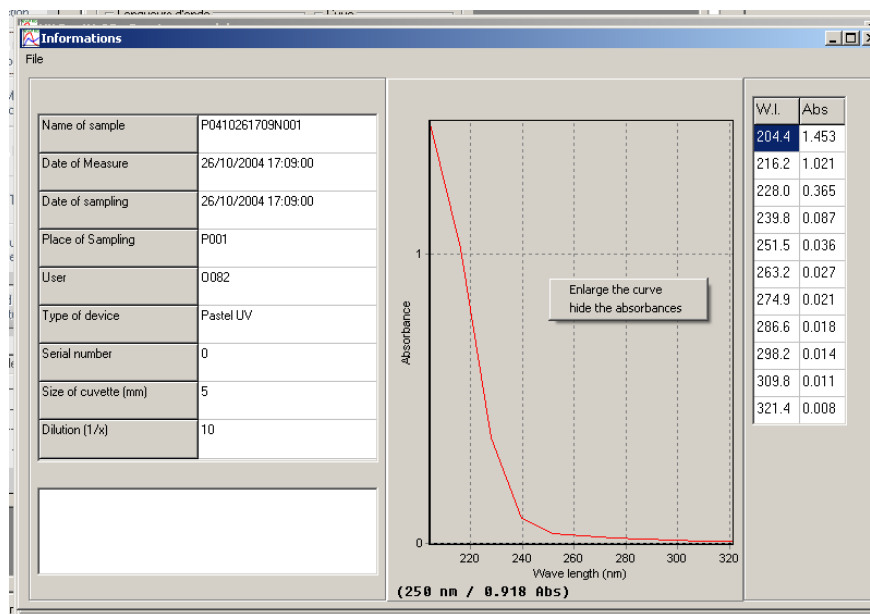 Longueurs d'onde
Informations
File
Name of sample P0410261709N001
Date of Measure 26/10/2004 17:09:00
Date of sampling 26/10/2004 17:09:00
Place of Sampling P001
User O082
Type of device Pastel UV
Serial number 0
Size of cuvette (mm) 5
Dilution (1/x) 10
Absorbance
1
0
Enlarge the curve
hide the absorbances
220 240 260 280 300 320
Wave length (nm)
(250 nm / 0.918 Abs)
W.l. Abs
204.4 1.453
216.2 1.021
228.0 0.365
239.8 0.087
251.5 0.036
263.2 0.027
274.9 0.021
286.6 0.018
298.2 0.014
309.8 0.011
321.4 0.008